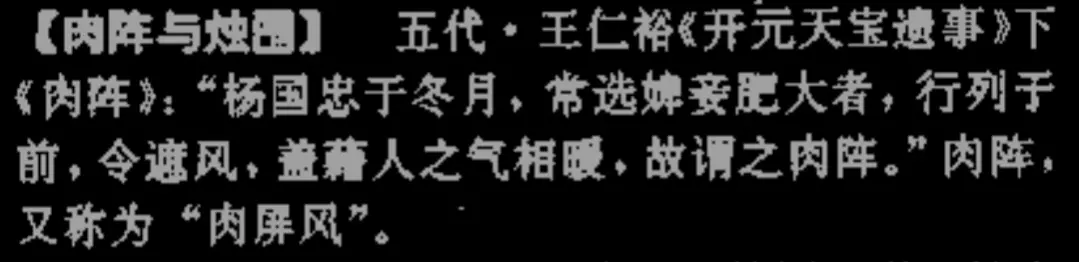 【肉阵与烛围】 五代·王仁裕《开元天宝遗事》下
《肉阵》：“杨国忠于冬月，常选婢妾肥大者，行列于
前，令遮风，盖藉人之气相暖，故谓之肉阵。”肉阵，
又称为“肉屏风”。